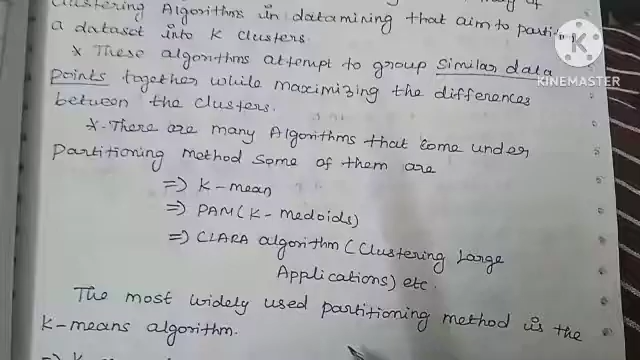 Clustering Algorithms in datamining that aim to partiti
a dataset into K clusters.
* These algorithms attempt to group similar data
points together while maximizing the differences
between the clusters.
*. There are many Algorithms that come under
partitioning method some of them are
=> K-mean
=> PAM (K-medoids)
=> CLARA algorithm (Clustering Large
Applications) etc.
The most widely used partitioning method is the
K-means algorithm.
KINEMASTER